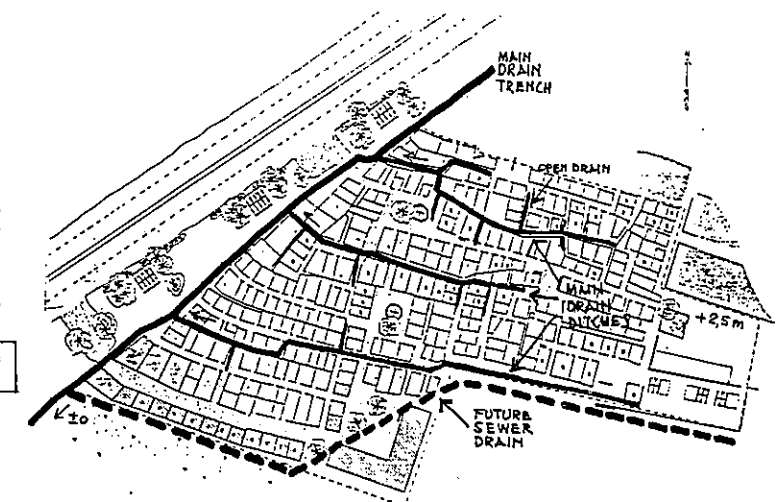 MAIN
DRAIN
TRENCH
OPEN DRAIN
MAIN
DRAIN
DITCHES
+2,5m
FUTURE
SEWER
DRAIN
±0